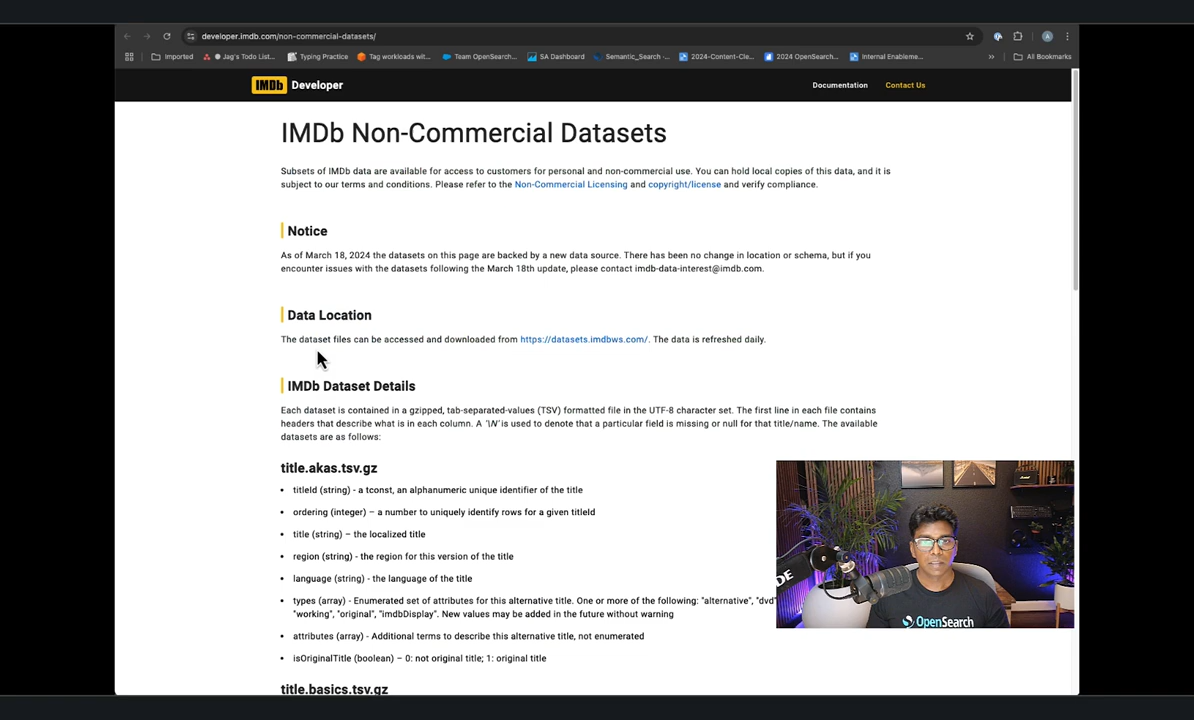 developer.imdb.com/non-commercial-datasets/
Imported
Jag's Todo List...
Typing Practice
Tag workloads wit...
Team OpenSearch...
SA Dashboard
Semantic_Search -...
2024-Content-Cle...
2024 OpenSearch...
Internal Enableme...
»
All Bookmarks
IMDb Developer
Documentation
Contact Us
IMDb Non-Commercial Datasets
Subsets of IMDb data are available for access to customers for personal and non-commercial use. You can hold local copies of this data, and it is
subject to our terms and conditions. Please refer to the Non-Commercial Licensing and copyright/license and verify compliance.
Notice
As of March 18, 2024 the datasets on this page are backed by a new data source. There has been no change in location or schema, but if you
encounter issues with the datasets following the March 18th update, please contact imdb-data-interest@imdb.com.
Data Location
The dataset files can be accessed and downloaded from https://datasets.imdbws.com/. The data is refreshed daily.
IMDb Dataset Details
Each dataset is contained in a gzipped, tab-separated-values (TSV) formatted file in the UTF-8 character set. The first line in each file contains
headers that describe what is in each column. A '\N' is used to denote that a particular field is missing or null for that title/name. The available
datasets are as follows:
title.akas.tsv.gz
• titleId (string) - a tconst, an alphanumeric unique identifier of the title
• ordering (integer) – a number to uniquely identify rows for a given titleId
• title (string) – the localized title
• region (string) - the region for this version of the title
• language (string) - the language of the title
• types (array) - Enumerated set of attributes for this alternative title. One or more of the following: "alternative", "dvd"
"working", "original", "imdbDisplay". New values may be added in the future without warning
• attributes (array) - Additional terms to describe this alternative title, not enumerated
• isOriginalTitle (boolean) – 0: not original title; 1: original title
title.basics.tsv.gz
DE
OpenSearch